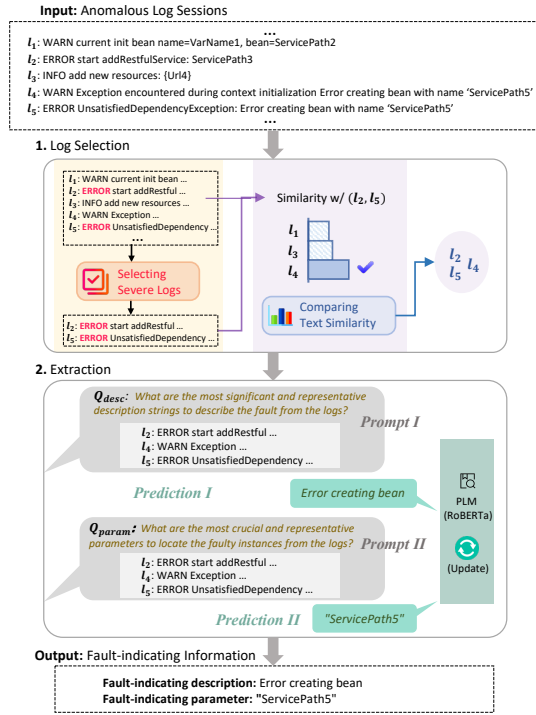 Input: Anomalous Log Sessions
...
l1: WARN current init bean name=VarName1, bean=ServicePath2
l2: ERROR start addRestfulService: ServicePath3
l3: INFO add new resources: {Url4}
l4: WARN Exception encountered during context initialization Error creating bean with name ‘ServicePath5’
l5: ERROR UnsatisfiedDependencyException: Error creating bean with name ‘ServicePath5’
...
1. Log Selection
l1: WARN current init bean ...
l2: ERROR start addRestful ...
l3: INFO add new resources ...
l4: WARN Exception ...
l5: ERROR UnsatisfiedDependency ...
...
Selecting
Severe Logs
l2: ERROR start addRestful ...
l5: ERROR UnsatisfiedDependency ...
Similarity w/ (l2, l5)
l1
l3
l4
Comparing
Text Similarity
l2
l5 l4
2. Extraction
Qdesc: What are the most significant and representative
description strings to describe the fault from the logs?
Prompt I
l2: ERROR start addRestful ...
l4: WARN Exception ...
l5: ERROR UnsatisfiedDependency ...
Prediction I
Error creating bean
PLM
(RoBERTa)
(Update)
Qparam: What are the most crucial and representative
parameters to locate the faulty instances from the logs?
Prompt II
l2: ERROR start addRestful ...
l4: WARN Exception ...
l5: ERROR UnsatisfiedDependency ...
Prediction II
"ServicePath5"
Output: Fault-indicating Information
Fault-indicating description: Error creating bean
Fault-indicating parameter: "ServicePath5"